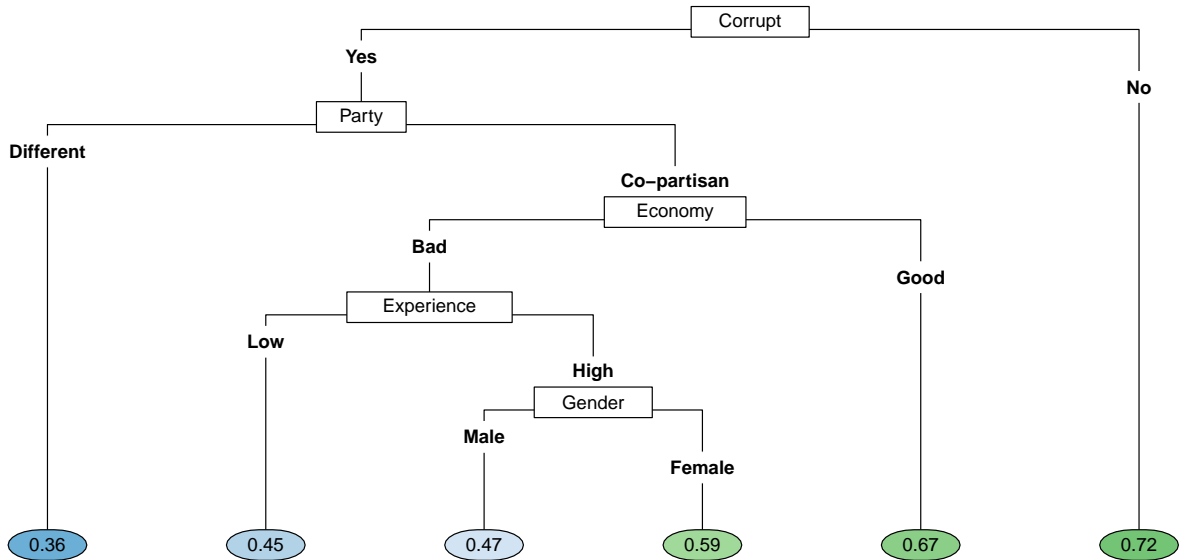 Corrupt
Yes
No
Party
Different
Co−partisan
Economy
Bad
Good
Experience
Low
High
Gender
Male
Female
0.36
0.45
0.47
0.59
0.67
0.72